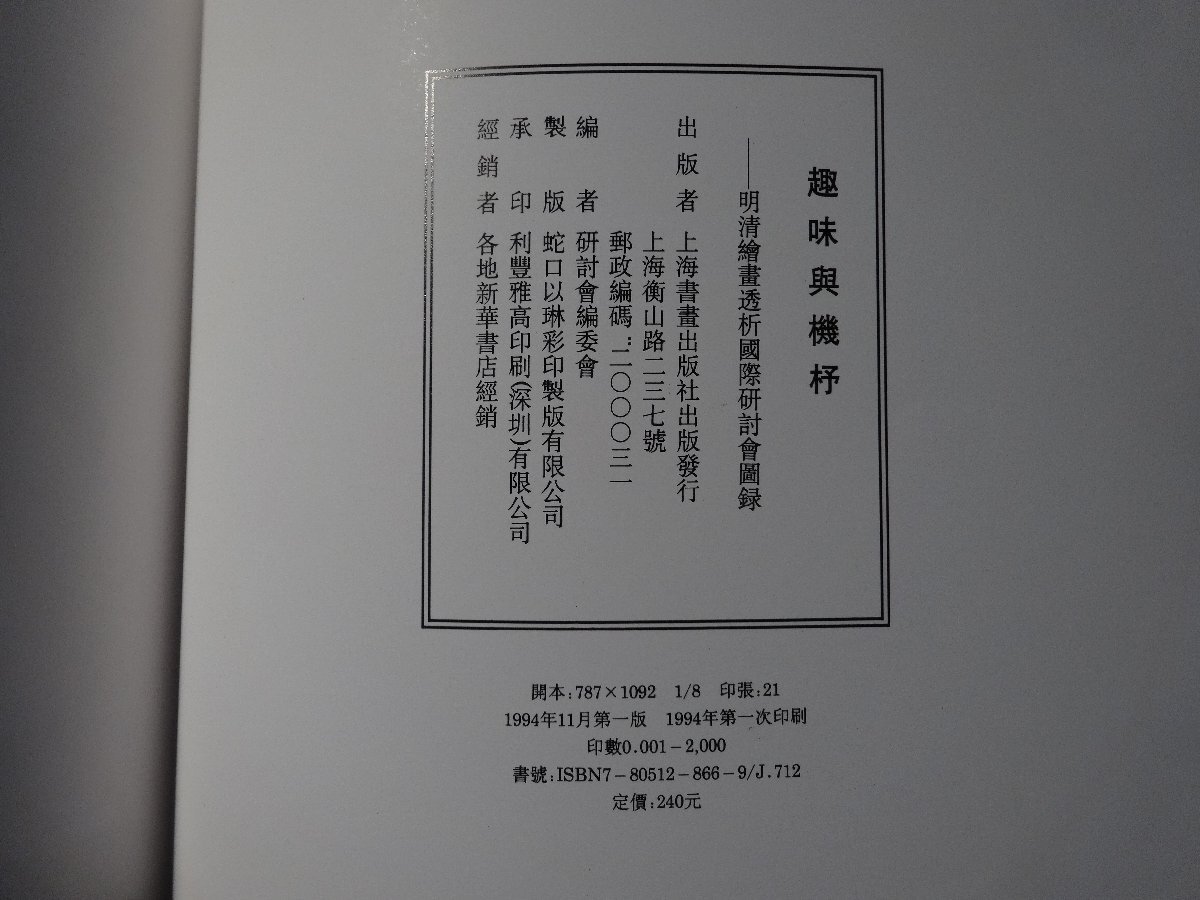 趣味與機杼
——明清繪畫透析國際研討會圖録
出版者 上海書畫出版社出版發行
上海衡山路二三七號
郵政編碼：二〇〇〇三一
編者 研討會編委會
製版 蛇口以琳彩印製版有限公司
承印 利豐雅高印刷(深圳)有限公司
經銷者 各地新華書店經銷
開本:787×1092 1/8 印張:21
1994年11月第一版 1994年第一次印刷
印數0.001-2,000
書號:ISBN7-80512-866-9/J.712
定價:240元